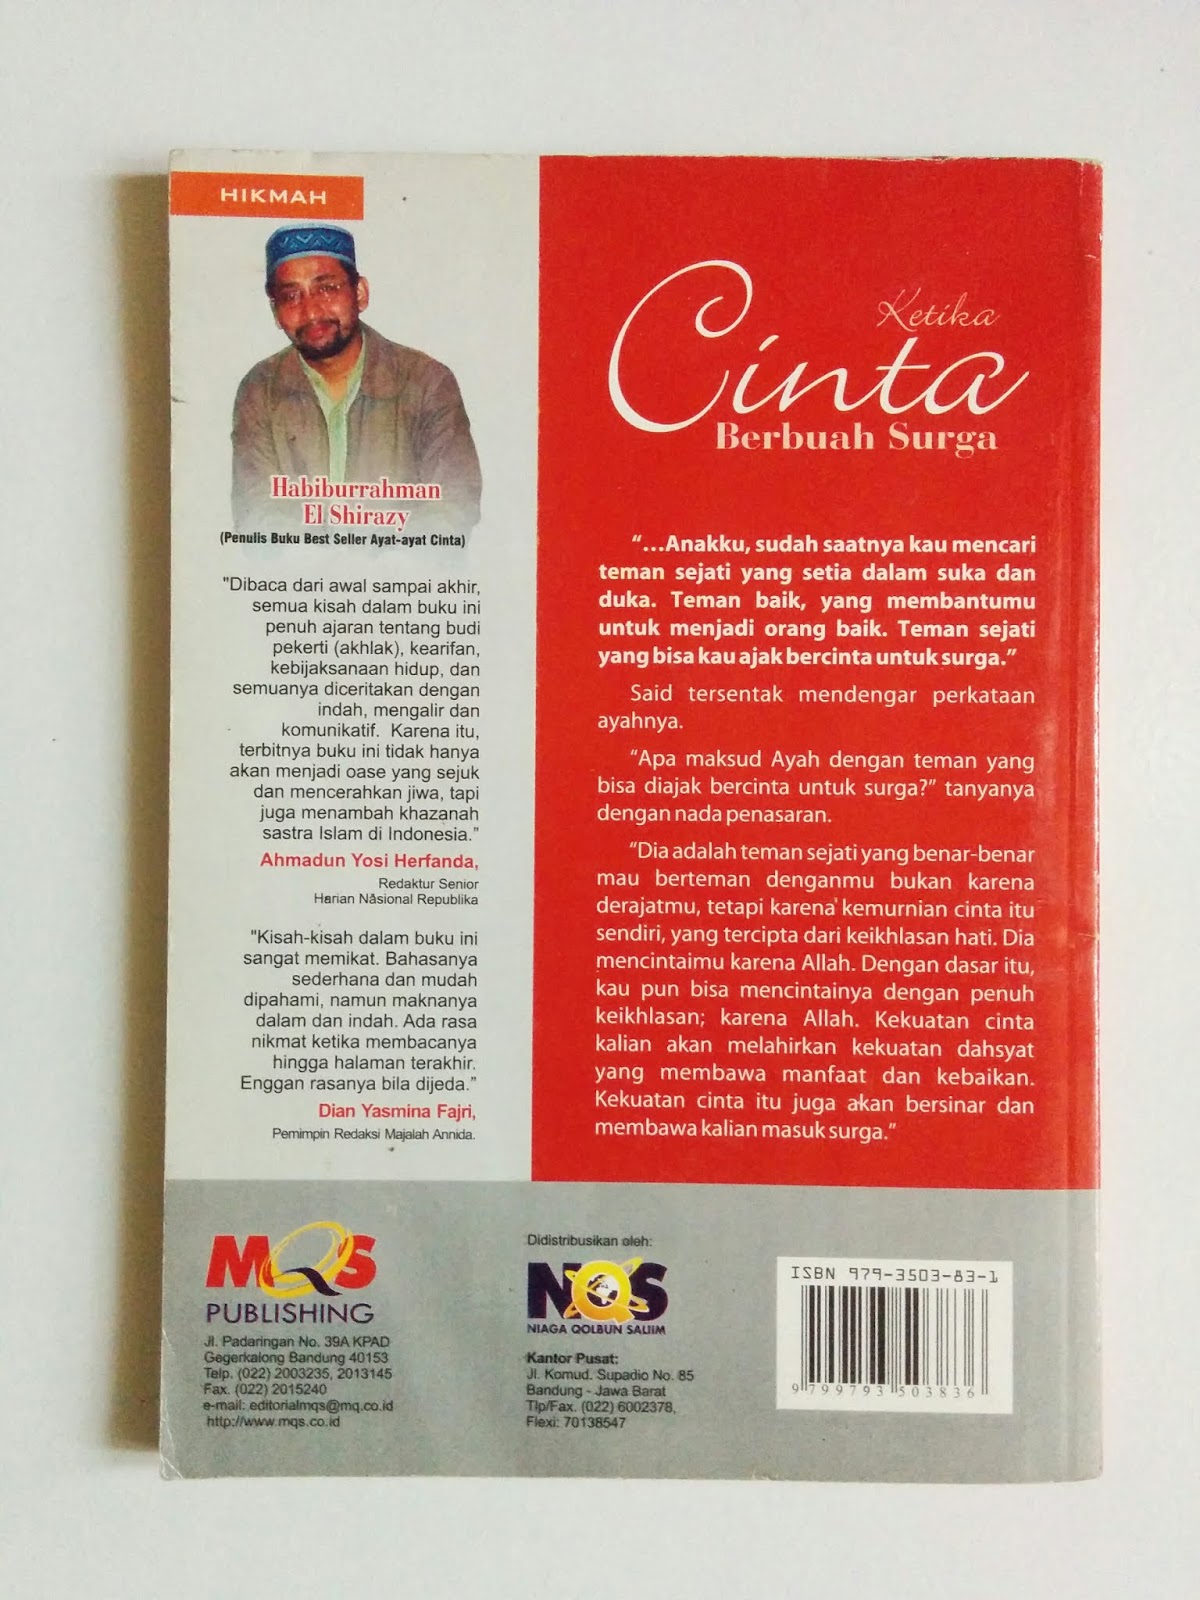 HIKMAH
Habiburrahman
El Shirazy
(Penulis Buku Best Seller Ayat-ayat Cinta)
"Dibaca dari awal sampai akhir,
semua kisah dalam buku ini
penuh ajaran tentang budi
pekerti (akhlak), kearifan,
kebijaksanaan hidup, dan
semuanya diceritakan dengan
indah, mengalir dan
komunikatif. Karena itu,
terbitnya buku ini tidak hanya
akan menjadi oase yang sejuk
dan mencerahkan jiwa, tapi
juga menambah khazanah
sastra Islam di Indonesia.”
Ahmadun Yosi Herfanda,
Redaktur Senior
Harian Nasional Republika
"Kisah-kisah dalam buku ini
sangat memikat. Bahasanya
sederhana dan mudah
dipahami, namun maknanya
dalam dan indah. Ada rasa
nikmat ketika membacanya
hingga halaman terakhir.
Enggan rasanya bila dijeda.”
Dian Yasmina Fajri,
Pemimpin Redaksi Majalah Annida.
Ketika
Cinta
Berbuah Surga
“...Anakku, sudah saatnya kau mencari
teman sejati yang setia dalam suka dan
duka. Teman baik, yang membantumu
untuk menjadi orang baik. Teman sejati
yang bisa kau ajak bercinta untuk surga.”
Said tersentak mendengar perkataan
ayahnya.
“Apa maksud Ayah dengan teman yang
bisa diajak bercinta untuk surga?” tanyanya
dengan nada penasaran.
“Dia adalah teman sejati yang benar-benar
mau berteman denganmu bukan karena
derajatmu, tetapi karena kemurnian cinta itu
sendiri, yang tercipta dari keikhlasan hati. Dia
mencintaimu karena Allah. Dengan dasar itu,
kau pun bisa mencintainya dengan penuh
keikhlasan; karena Allah. Kekuatan cinta
kalian akan melahirkan kekuatan dahsyat
yang membawa manfaat dan kebaikan.
Kekuatan cinta itu juga akan bersinar dan
membawa kalian masuk surga.”
MQS
PUBLISHING
Jl. Padaringan No. 39A KPAD
Gegerkalong Bandung 40153
Telp. (022) 2003235, 2013145
Fax. (022) 2015240
e-mail: editorialmqs@mq.co.id
http://www.mqs.co.id
Didistribusikan oleh:
NQS
NIAGA QOLBUN SALIIM
Kantor Pusat:
Jl. Komud. Supadio No. 85
Bandung - Jawa Barat
Tlp/Fax. (022) 6002378,
Flexi: 70138547
ISBN 979-3503-83-1
9 799793 503836